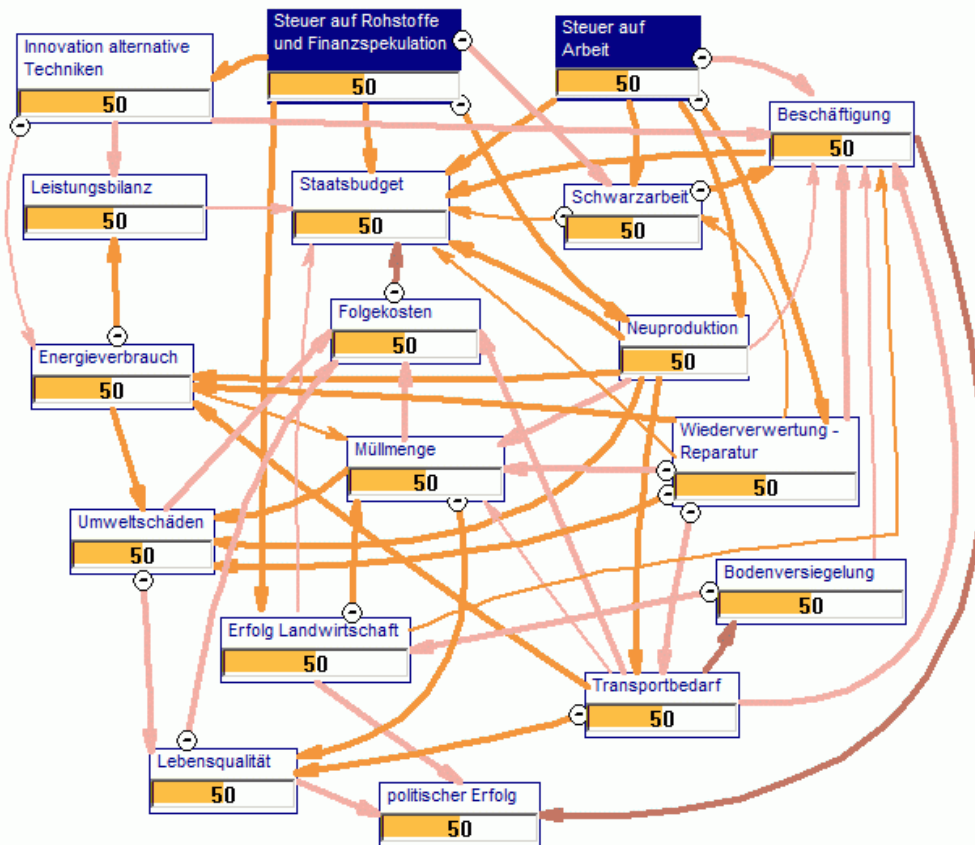 Steuer auf Rohstoffe
und Finanzspekulation
Steuer auf
Arbeit
Innovation alternative
Techniken
50
50
50
Beschäftigung
50
Leistungsbilanz
50
Staatsbudget
50
Schwarzarbeit
50
Folgekosten
50
Neuproduktion
50
Energieverbrauch
50
Müllmenge
50
Wiederverwertung -
Reparatur
50
Umweltschäden
50
Bodenversiegelung
50
Erfolg Landwirtschaft
50
Transportbedarf
50
Lebensqualität
50
politischer Erfolg
50